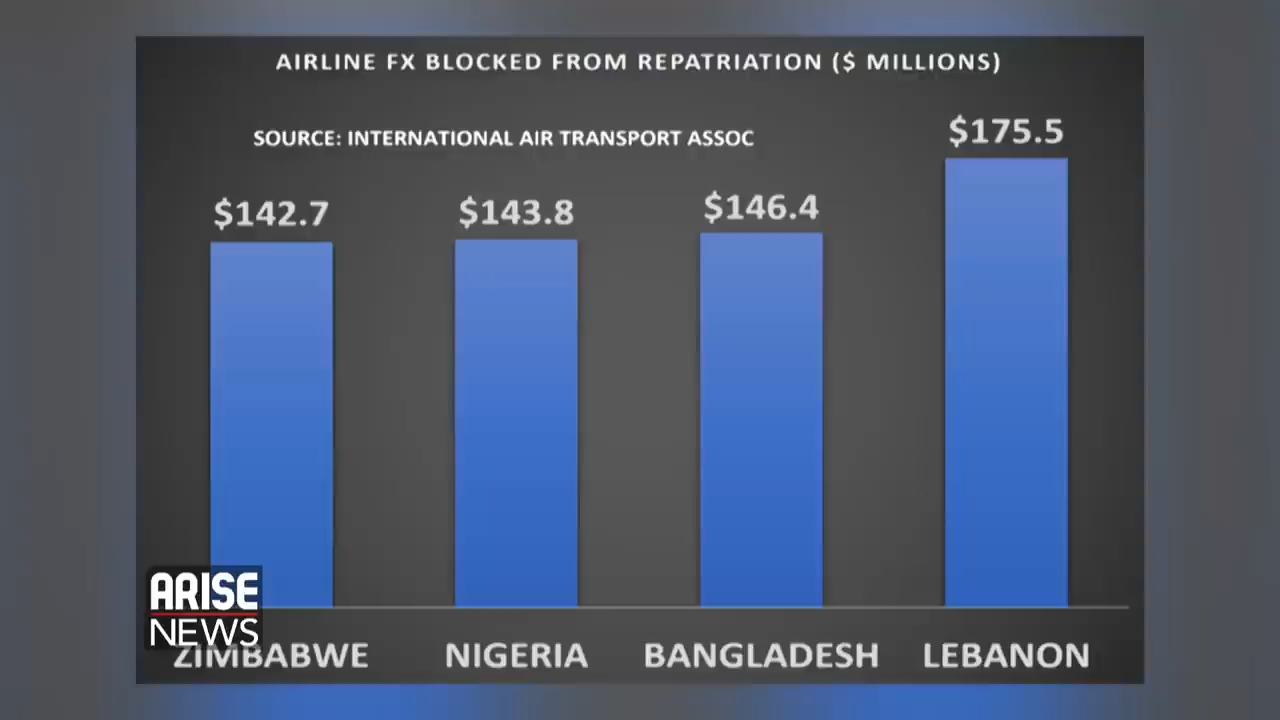 AIRLINE FX BLOCKED FROM REPATRIATION ($ MILLIONS)
SOURCE: INTERNATIONAL AIR TRANSPORT ASSOC
$142.7
$143.8
$146.4
$175.5
ARISE
NEWS
ZIMBABWE
NIGERIA
BANGLADESH
LEBANON